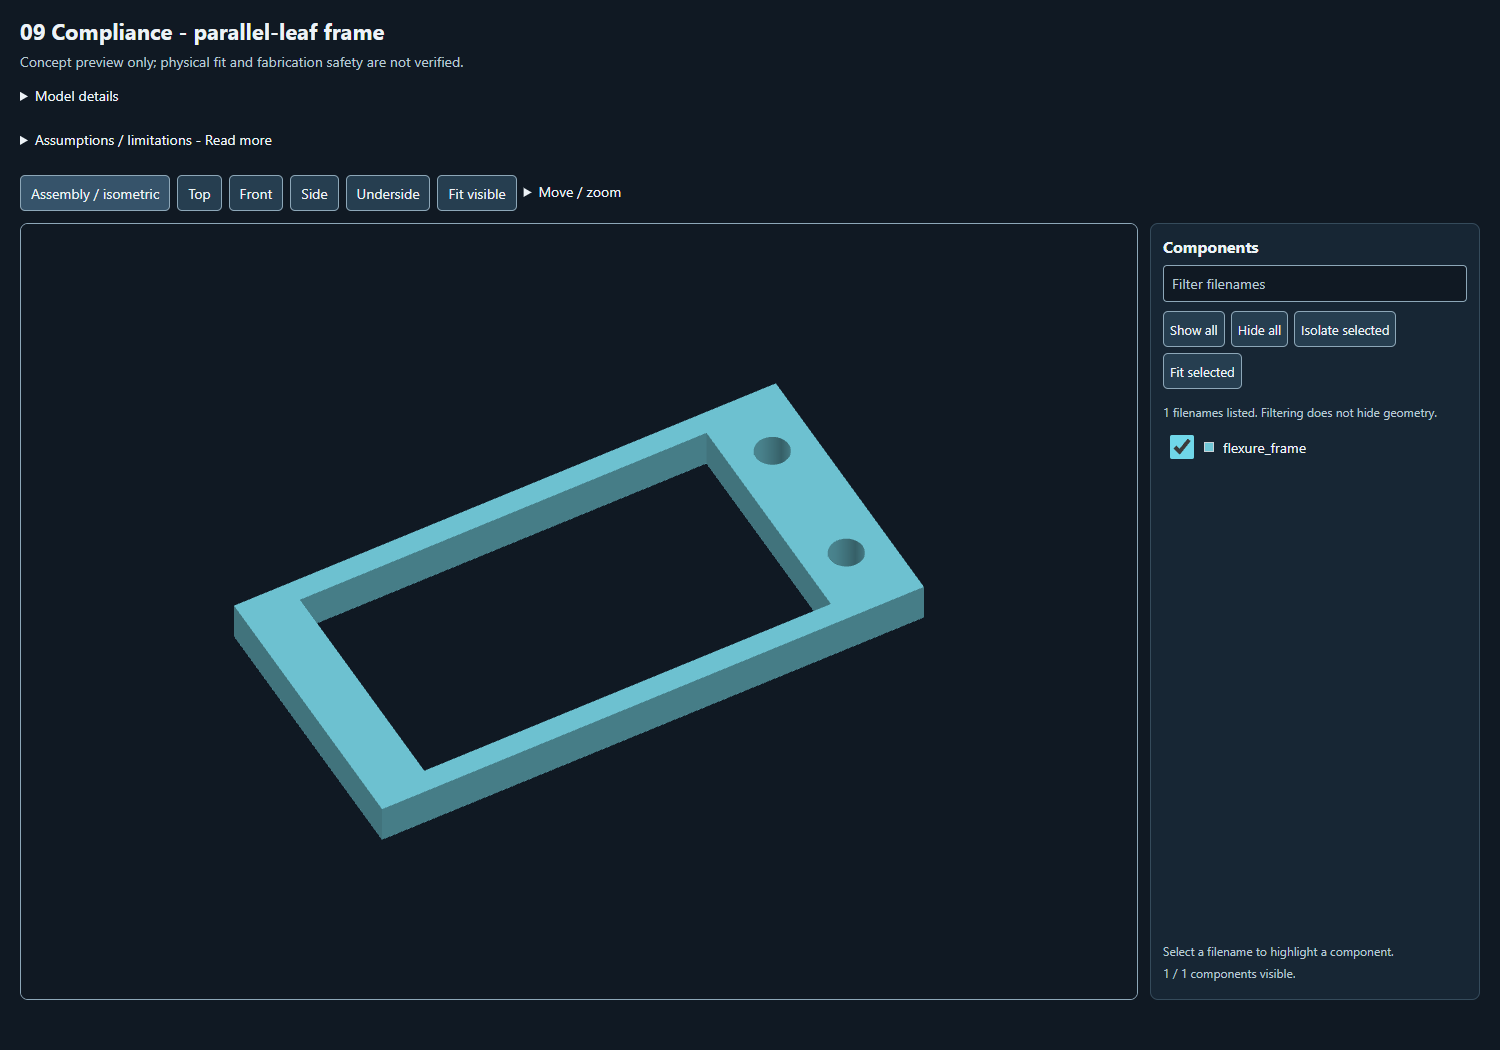 09 Compliance - parallel-leaf frame
Concept preview only; physical fit and fabrication safety are not verified.
Model details
Assumptions / limitations - Read more
Assembly / isometric Top Front Side Underside Fit visible Move / zoom
Components
Filter filenames
Show all Hide all Isolate selected
Fit selected
1 filenames listed. Filtering does not hide geometry.
flexure_frame
Select a filename to highlight a component.
1 / 1 components visible.